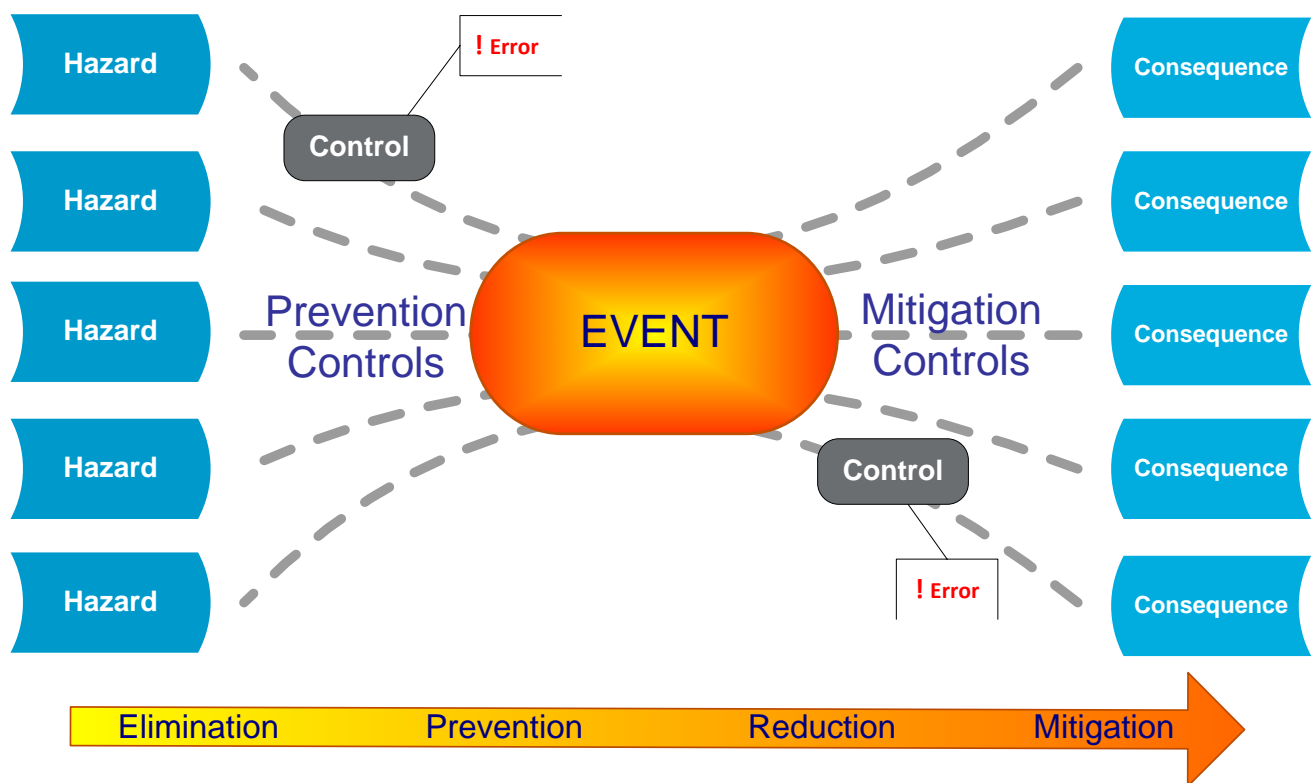 Hazard
! Error
Consequence
Control
Hazard
Consequence
Hazard
Prevention
Controls
EVENT
Mitigation
Controls
Consequence
Hazard
Control
Consequence
Hazard
! Error
Consequence
Elimination
Prevention
Reduction
Mitigation